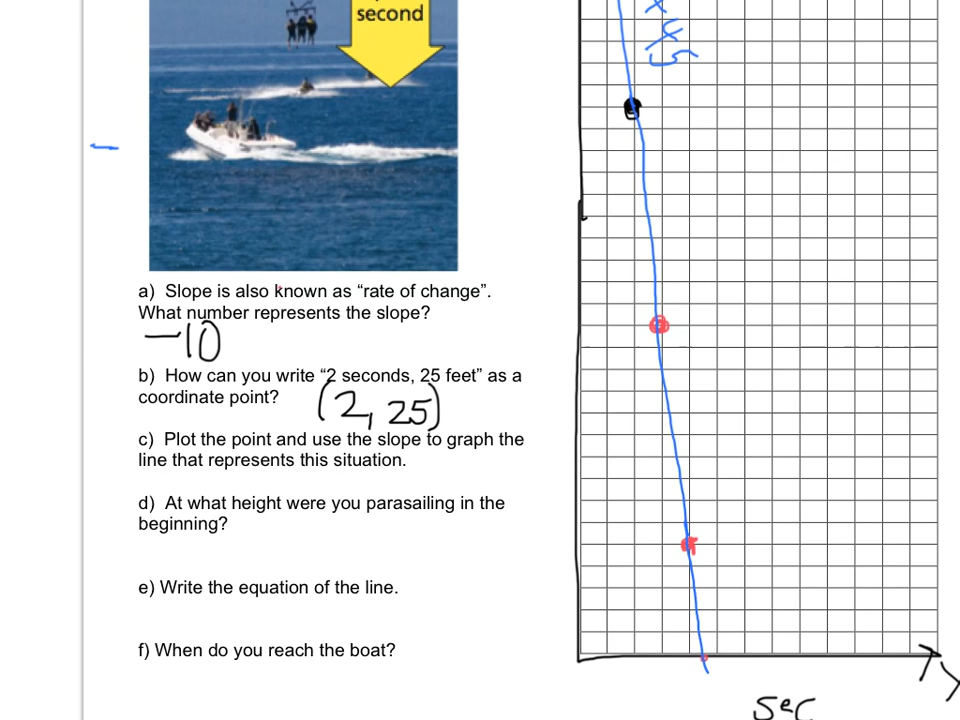 second
a) Slope is also known as “rate of change”.
What number represents the slope?
-10
b) How can you write “2 seconds, 25 feet” as a
coordinate point? (2, 25)
c) Plot the point and use the slope to graph the
line that represents this situation.
d) At what height were you parasailing in the
beginning?
e) Write the equation of the line.
f) When do you reach the boat?
sec